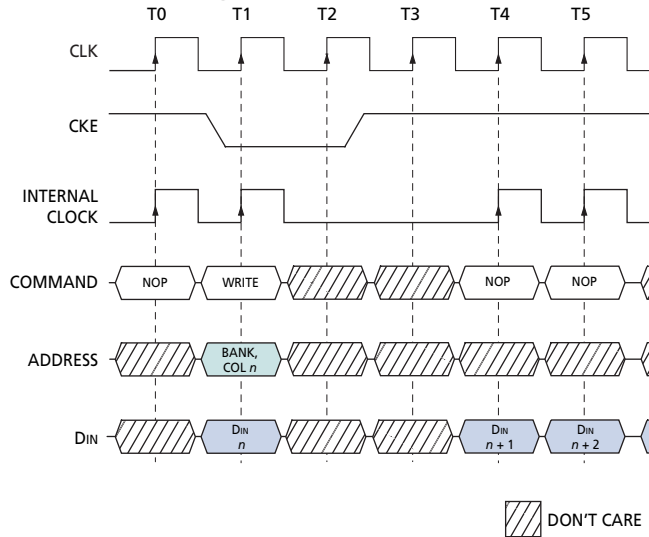 T0 T1 T2 T3 T4 T5
CLK
CKE
INTERNAL
CLOCK
COMMAND NOP WRITE NOP NOP
ADDRESS BANK,
COL n
DIN DIN
n DIN
n + 1 DIN
n + 2
DON'T CARE